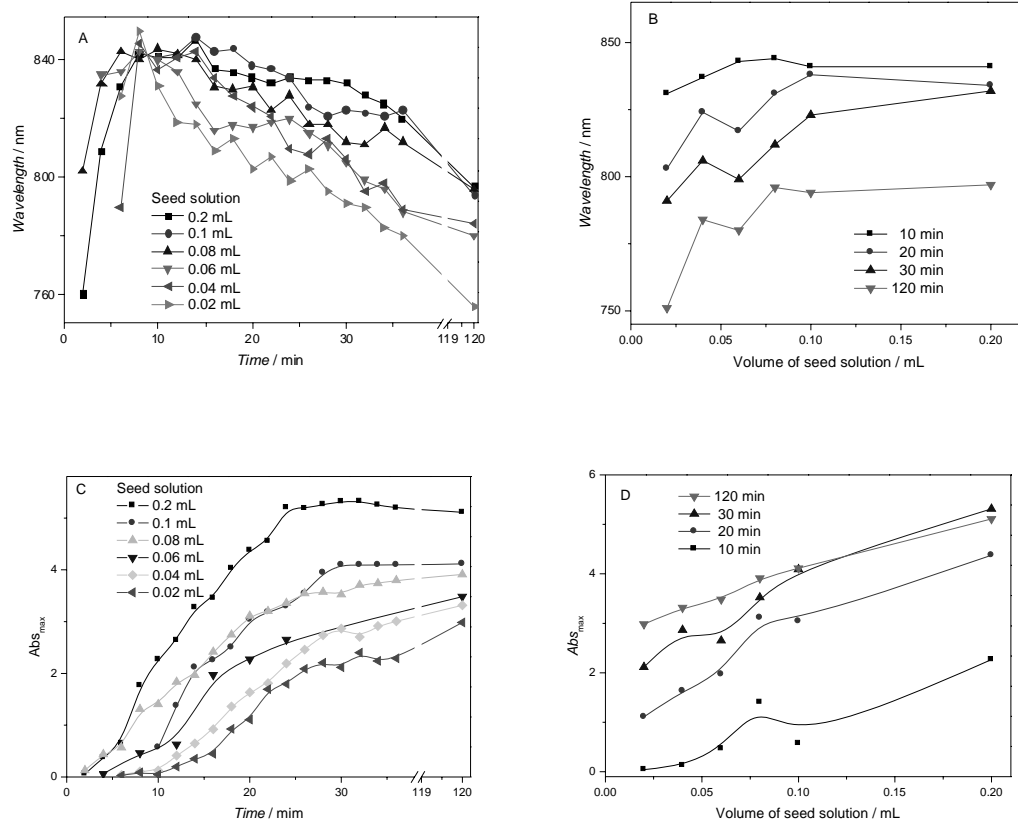 A
Wavelength / nm
840
800
760
Seed solution
0.2 mL
0.1 mL
0.08 mL
0.06 mL
0.04 mL
0.02 mL
0 10 20 30 119 120
Time / min
B
Wavelength / nm
850
800
750
10 min
20 min
30 min
120 min
0.00 0.05 0.10 0.15 0.20
Volume of seed solution / mL
C
Abs max
4
2
0
Seed solution
0.2 mL
0.1 mL
0.08 mL
0.06 mL
0.04 mL
0.02 mL
0 10 20 30 119 120
Time / mim
D
Abs max
6
4
2
0
120 min
30 min
20 min
10 min
0.00 0.05 0.10 0.15 0.20
Volume of seed solution / mL